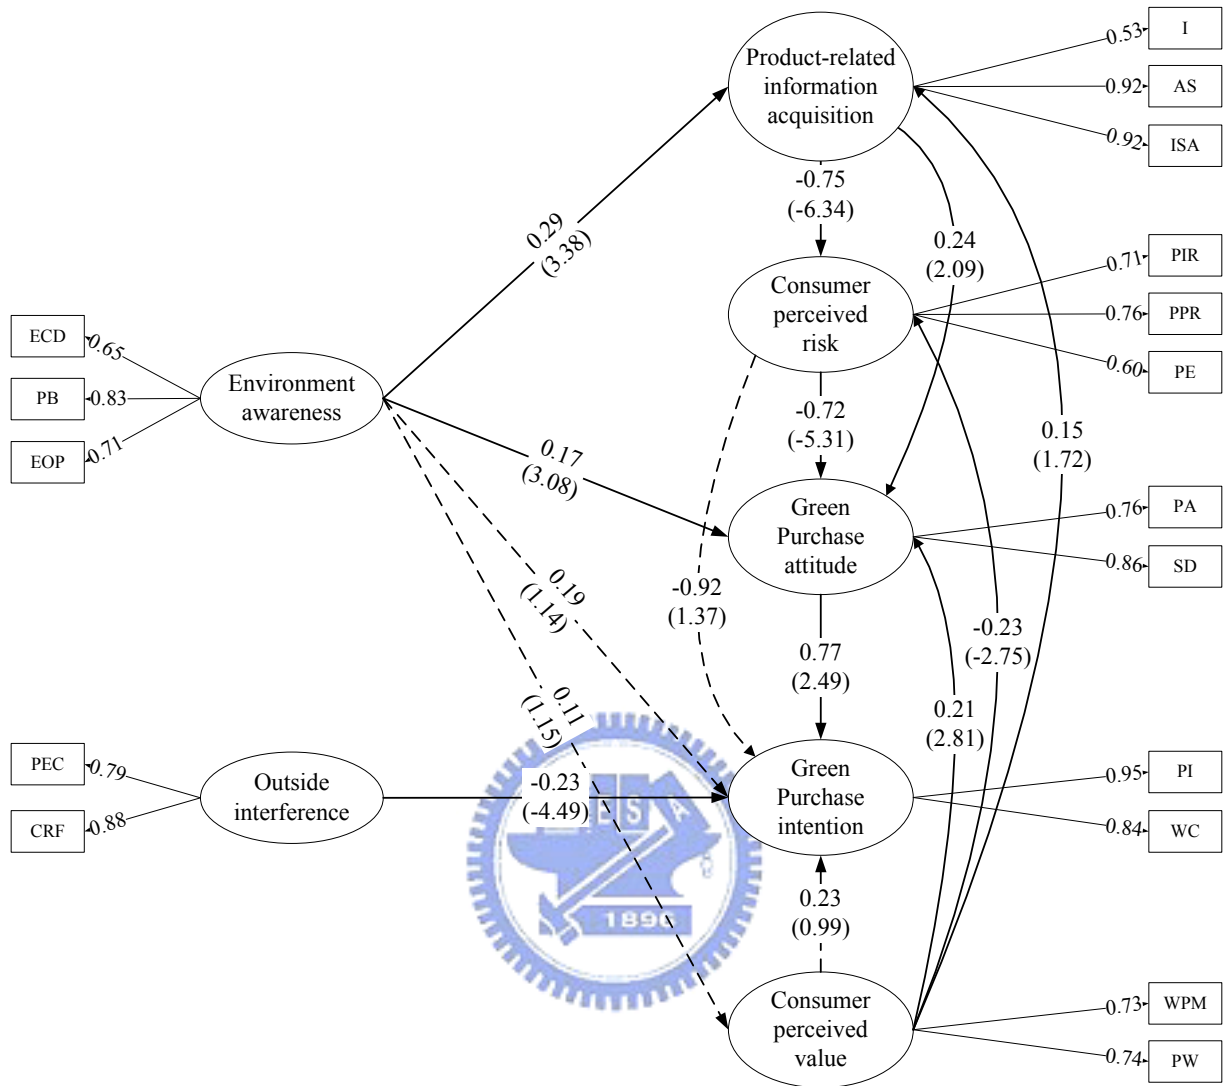 Product-related
information
acquisition
0.53
I
0.92
AS
0.92
ISA
-0.75
(-6.34)
0.29
(3.38)
0.24
(2.09)
Consumer
perceived
risk
0.71
PIR
0.76
PPR
0.60
PE
ECD
0.65
PB
0.83
EOP
0.71
Environment
awareness
-0.72
(-5.31)
0.15
(1.72)
0.17
(3.08)
Green
Purchase
attitude
0.76
PA
0.86
SD
0.19
(1.14)
-0.92
(1.37)
-0.23
(-2.75)
0.77
(2.49)
0.11
(1.15)
0.21
(2.81)
PEC
0.79
CRF
0.88
Outside
interference
-0.23
(-4.49)
Green
Purchase
intention
0.95
PI
0.84
WC
E S
1896
0.23
(0.99)
Consumer
perceived
value
0.73
WPM
0.74
PW